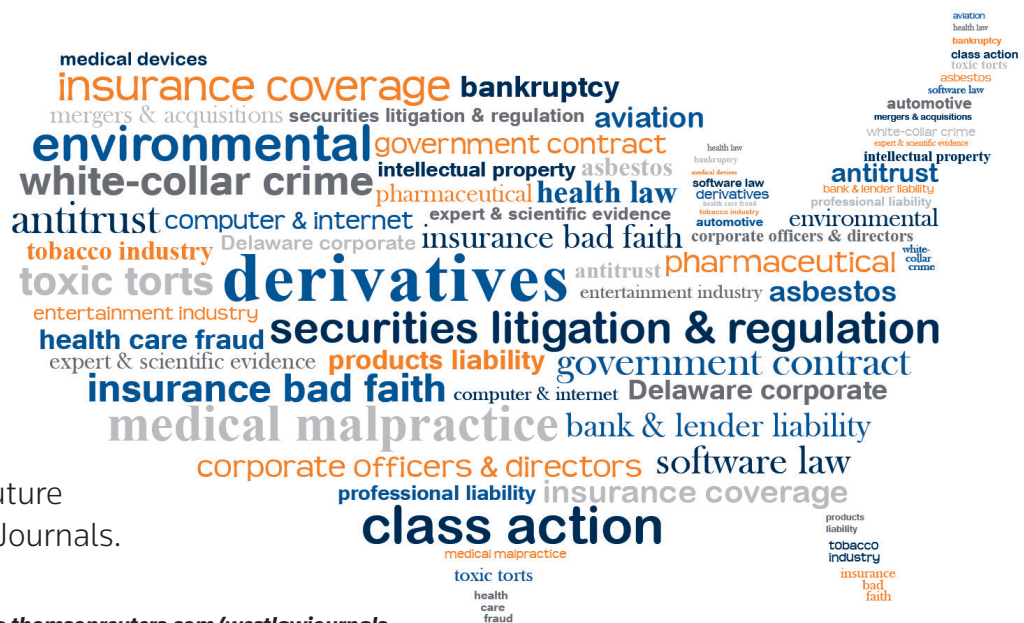 aviation
health law
bankruptcy
class action
toxic torts
asbestos
software law
automotive
mergers & acquisitions
white-collar crime
expert & scientific evidence
intellectual property
antitrust
bank & lender liability
professional liability
environmental
corporate officers & directors
white-
collar
crime
medical devices
insurance coverage bankruptcy
mergers & acquisitions securities litigation & regulation aviation
environmental government contract
white-collar crime intellectual property asbestos
pharmaceutical health law
health law
bankruptcy
medical devices
software law
derivatives
health care fraud
tobacco industry
automotive
antitrust computer & internet expert & scientific evidence
tobacco industry Delaware corporate insurance bad faith
toxic torts derivatives antitrust pharmaceutical
entertainment industry asbestos
entertainment industry
health care fraud securities litigation & regulation
expert & scientific evidence products liability government contract
insurance bad faith computer & internet Delaware corporate
medical malpractice bank & lender liability
corporate officers & directors software law
professional liability insurance coverage
class action
medical malpractice
toxic torts
health
care
fraud
products
liability
tobacco
industry
insurance
bad
faith
Journals.